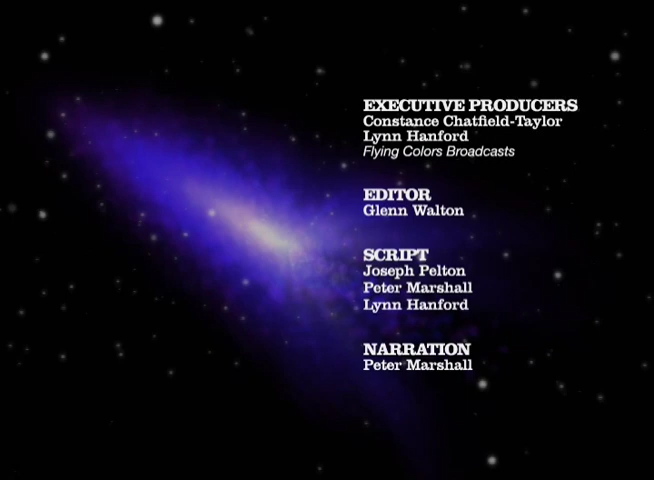 EXECUTIVE PRODUCERS
Constance Chatfield-Taylor
Lynn Hanford
Flying Colors Broadcasts
EDITOR
Glenn Walton
SCRIPT
Joseph Pelton
Peter Marshall
Lynn Hanford
NARRATION
Peter Marshall